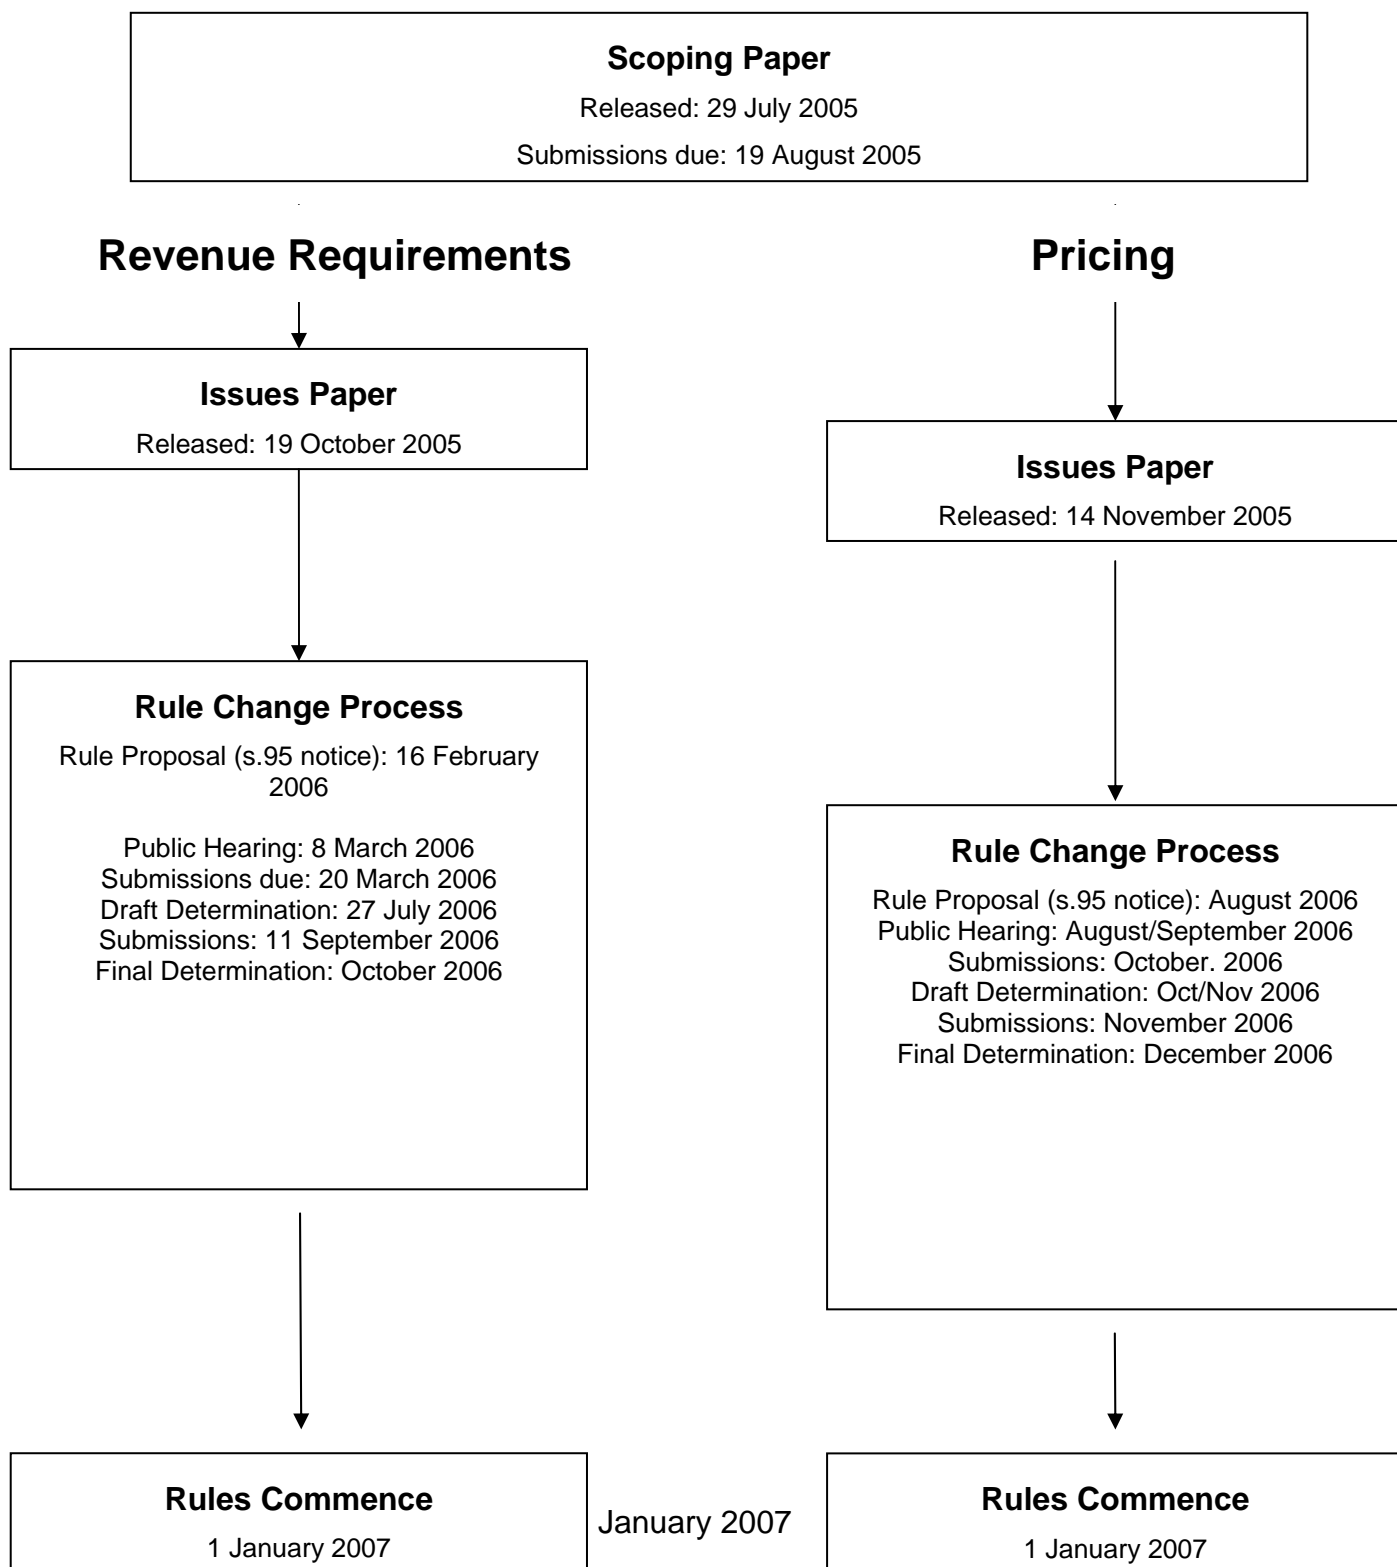 Scoping Paper
Released: 29 July 2005
Submissions due: 19 August 2005
Revenue Requirements
Pricing
Issues Paper
Released: 19 October 2005
Issues Paper
Released: 14 November 2005
Rule Change Process
Rule Proposal (s.95 notice): 16 February
2006
Public Hearing: 8 March 2006
Submissions due: 20 March 2006
Draft Determination: 27 July 2006
Submissions: 11 September 2006
Final Determination: October 2006
Rule Change Process
Rule Proposal (s.95 notice): August 2006
Public Hearing: August/September 2006
Submissions: October. 2006
Draft Determination: Oct/Nov 2006
Submissions: November 2006
Final Determination: December 2006
Rules Commence
1 January 2007
January 2007
Rules Commence
1 January 2007